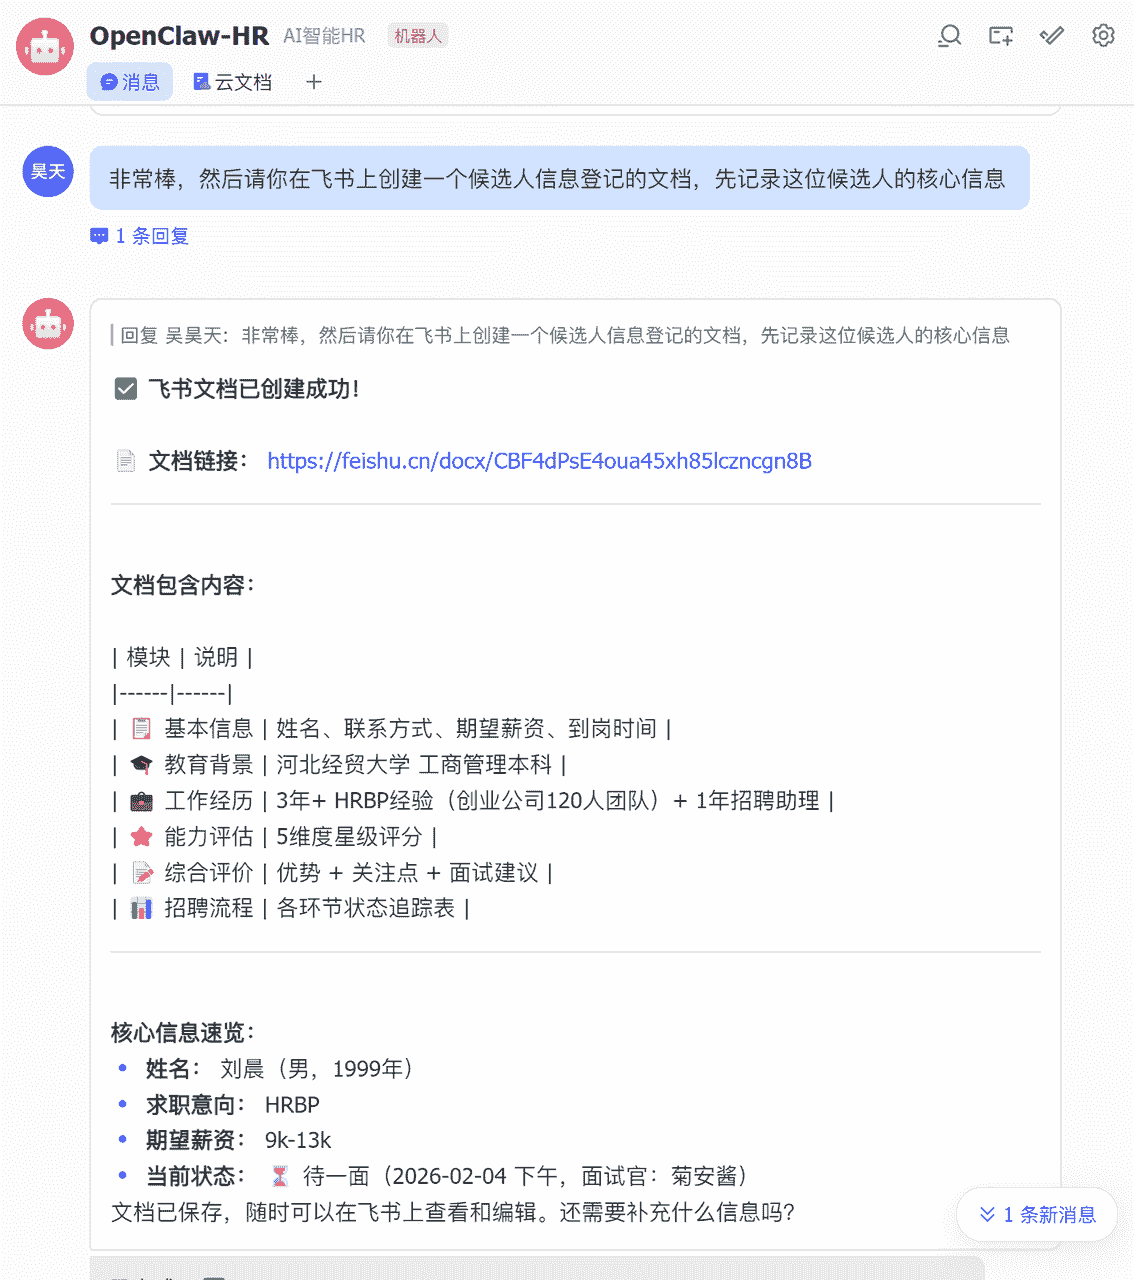 OpenClaw-HR AI智能HR 机器人
消息 云文档 +
昊天
非常棒，然后请你在飞书上创建一个候选人信息登记的文档，先记录这位候选人的核心信息
1 条回复
回复 吴昊天：非常棒，然后请你在飞书上创建一个候选人信息登记的文档，先记录这位候选人的核心信息
飞书文档已创建成功！
文档链接： https://feishu.cn/docx/CBF4dPsE4oua45xh85lczncgn8B
文档包含内容：
| 模块 | 说明 |
|------|------|
| 基本信息 | 姓名、联系方式、期望薪资、到岗时间 |
| 教育背景 | 河北经贸大学 工商管理本科 |
| 工作经历 | 3年+ HRBP经验（创业公司120人团队）+ 1年招聘助理 |
| 能力评估 | 5维度星级评分 |
| 综合评价 | 优势 + 关注点 + 面试建议 |
| 招聘流程 | 各环节状态追踪表 |
核心信息速览：
• 姓名： 刘晨（男，1999年）
• 求职意向： HRBP
• 期望薪资： 9k-13k
• 当前状态： 待一面（2026-02-04 下午，面试官：菊安酱）
文档已保存，随时可以在飞书上查看和编辑。还需要补充什么信息吗？
1 条新消息